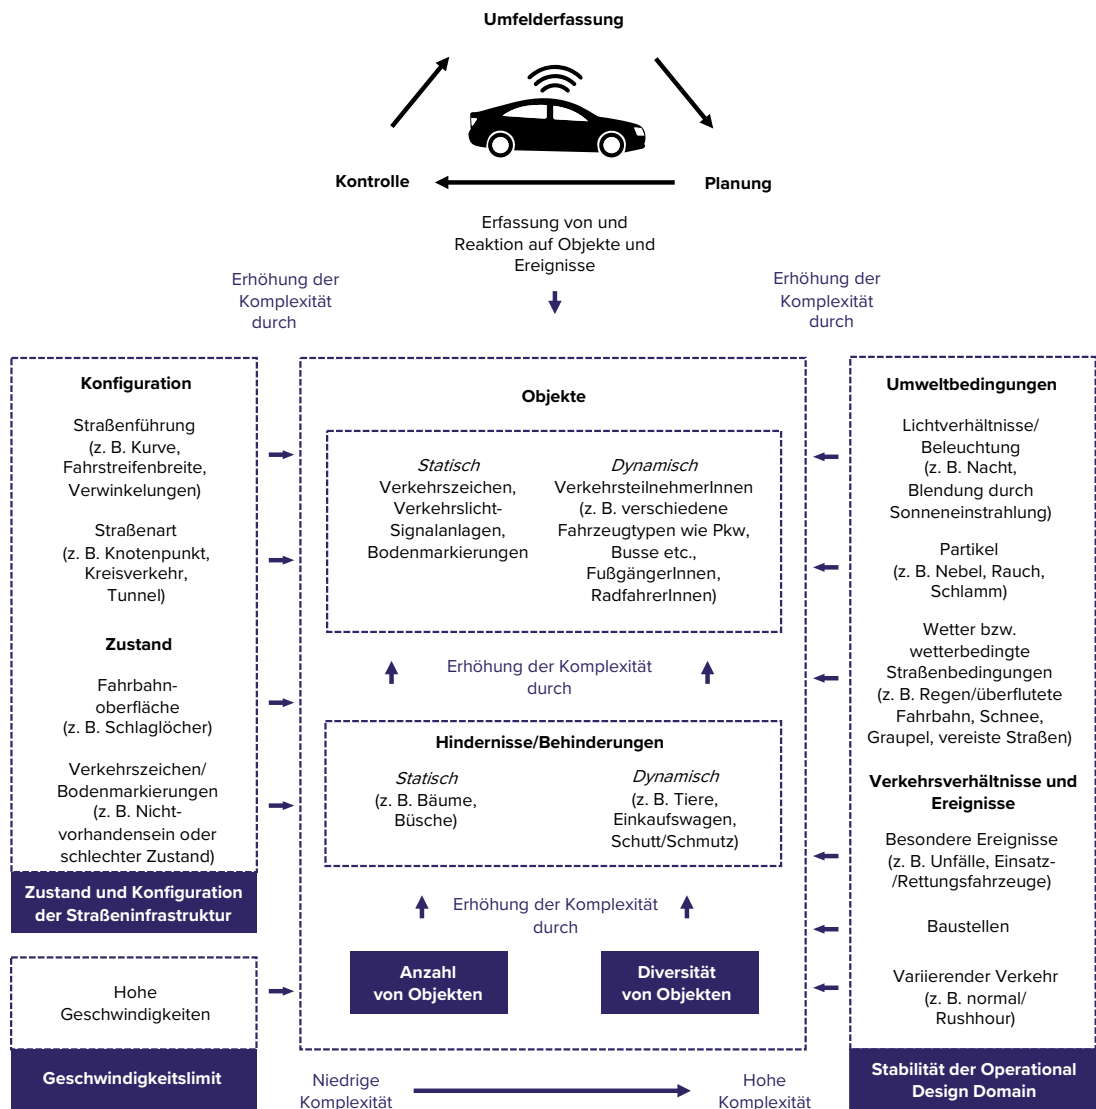 Umfelderfassung
Kontrolle
Planung
Erfassung von und
Reaktion auf Objekte und
Ereignisse
Erhöhung der
Komplexität
durch
Erhöhung der
Komplexität
durch
Konfiguration
Straßenführung
(z. B. Kurve,
Fahrstreifenbreite,
Verwinkelungen)
Straßenart
(z. B. Knotenpunkt,
Kreisverkehr,
Tunnel)
Zustand
Fahrbahn-
oberfläche
(z. B. Schlaglöcher)
Verkehrszeichen/
Bodenmarkierungen
(z. B. Nicht-
vorhandensein oder
schlechter Zustand)
Zustand und Konfiguration
der Straßeninfrastruktur
Hohe
Geschwindigkeiten
Geschwindigkeitslimit
Objekte
Statisch
Verkehrszeichen,
Verkehrslicht-
Signalanlagen,
Bodenmarkierungen
Dynamisch
VerkehrsteilnehmerInnen
(z. B. verschiedene
Fahrzeugtypen wie Pkw,
Busse etc.,
FußgängerInnen,
RadfahrerInnen)
Erhöhung der Komplexität
durch
Hindernisse/Behinderungen
Statisch
(z. B. Bäume,
Büsche)
Dynamisch
(z. B. Tiere,
Einkaufswagen,
Schutt/Schmutz)
Erhöhung der Komplexität
durch
Anzahl
von Objekten
Diversität
von Objekten
Niedrige
Komplexität
Hohe
Komplexität
Umweltbedingungen
Lichtverhältnisse/
Beleuchtung
(z. B. Nacht,
Blendung durch
Sonneneinstrahlung)
Partikel
(z. B. Nebel, Rauch,
Schlamm)
Wetter bzw.
wetterbedingte
Straßenbedingungen
(z. B. Regen/überflutete
Fahrbahn, Schnee,
Graupel, vereiste Straßen)
Verkehrsverhältnisse und
Ereignisse
Besondere Ereignisse
(z. B. Unfälle, Einsatz-
/Rettungsfahrzeuge)
Baustellen
Variierender Verkehr
(z. B. normal/
Rushhour)
Stabilität der Operational
Design Domain